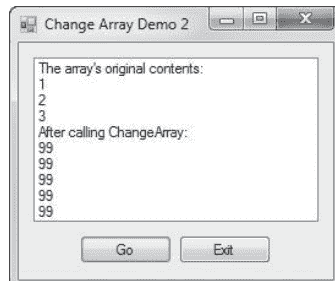 Change Array Demo 2
The array's original contents:
1
2
3
After calling ChangeArray:
99
99
99
99
99
Go
Exit